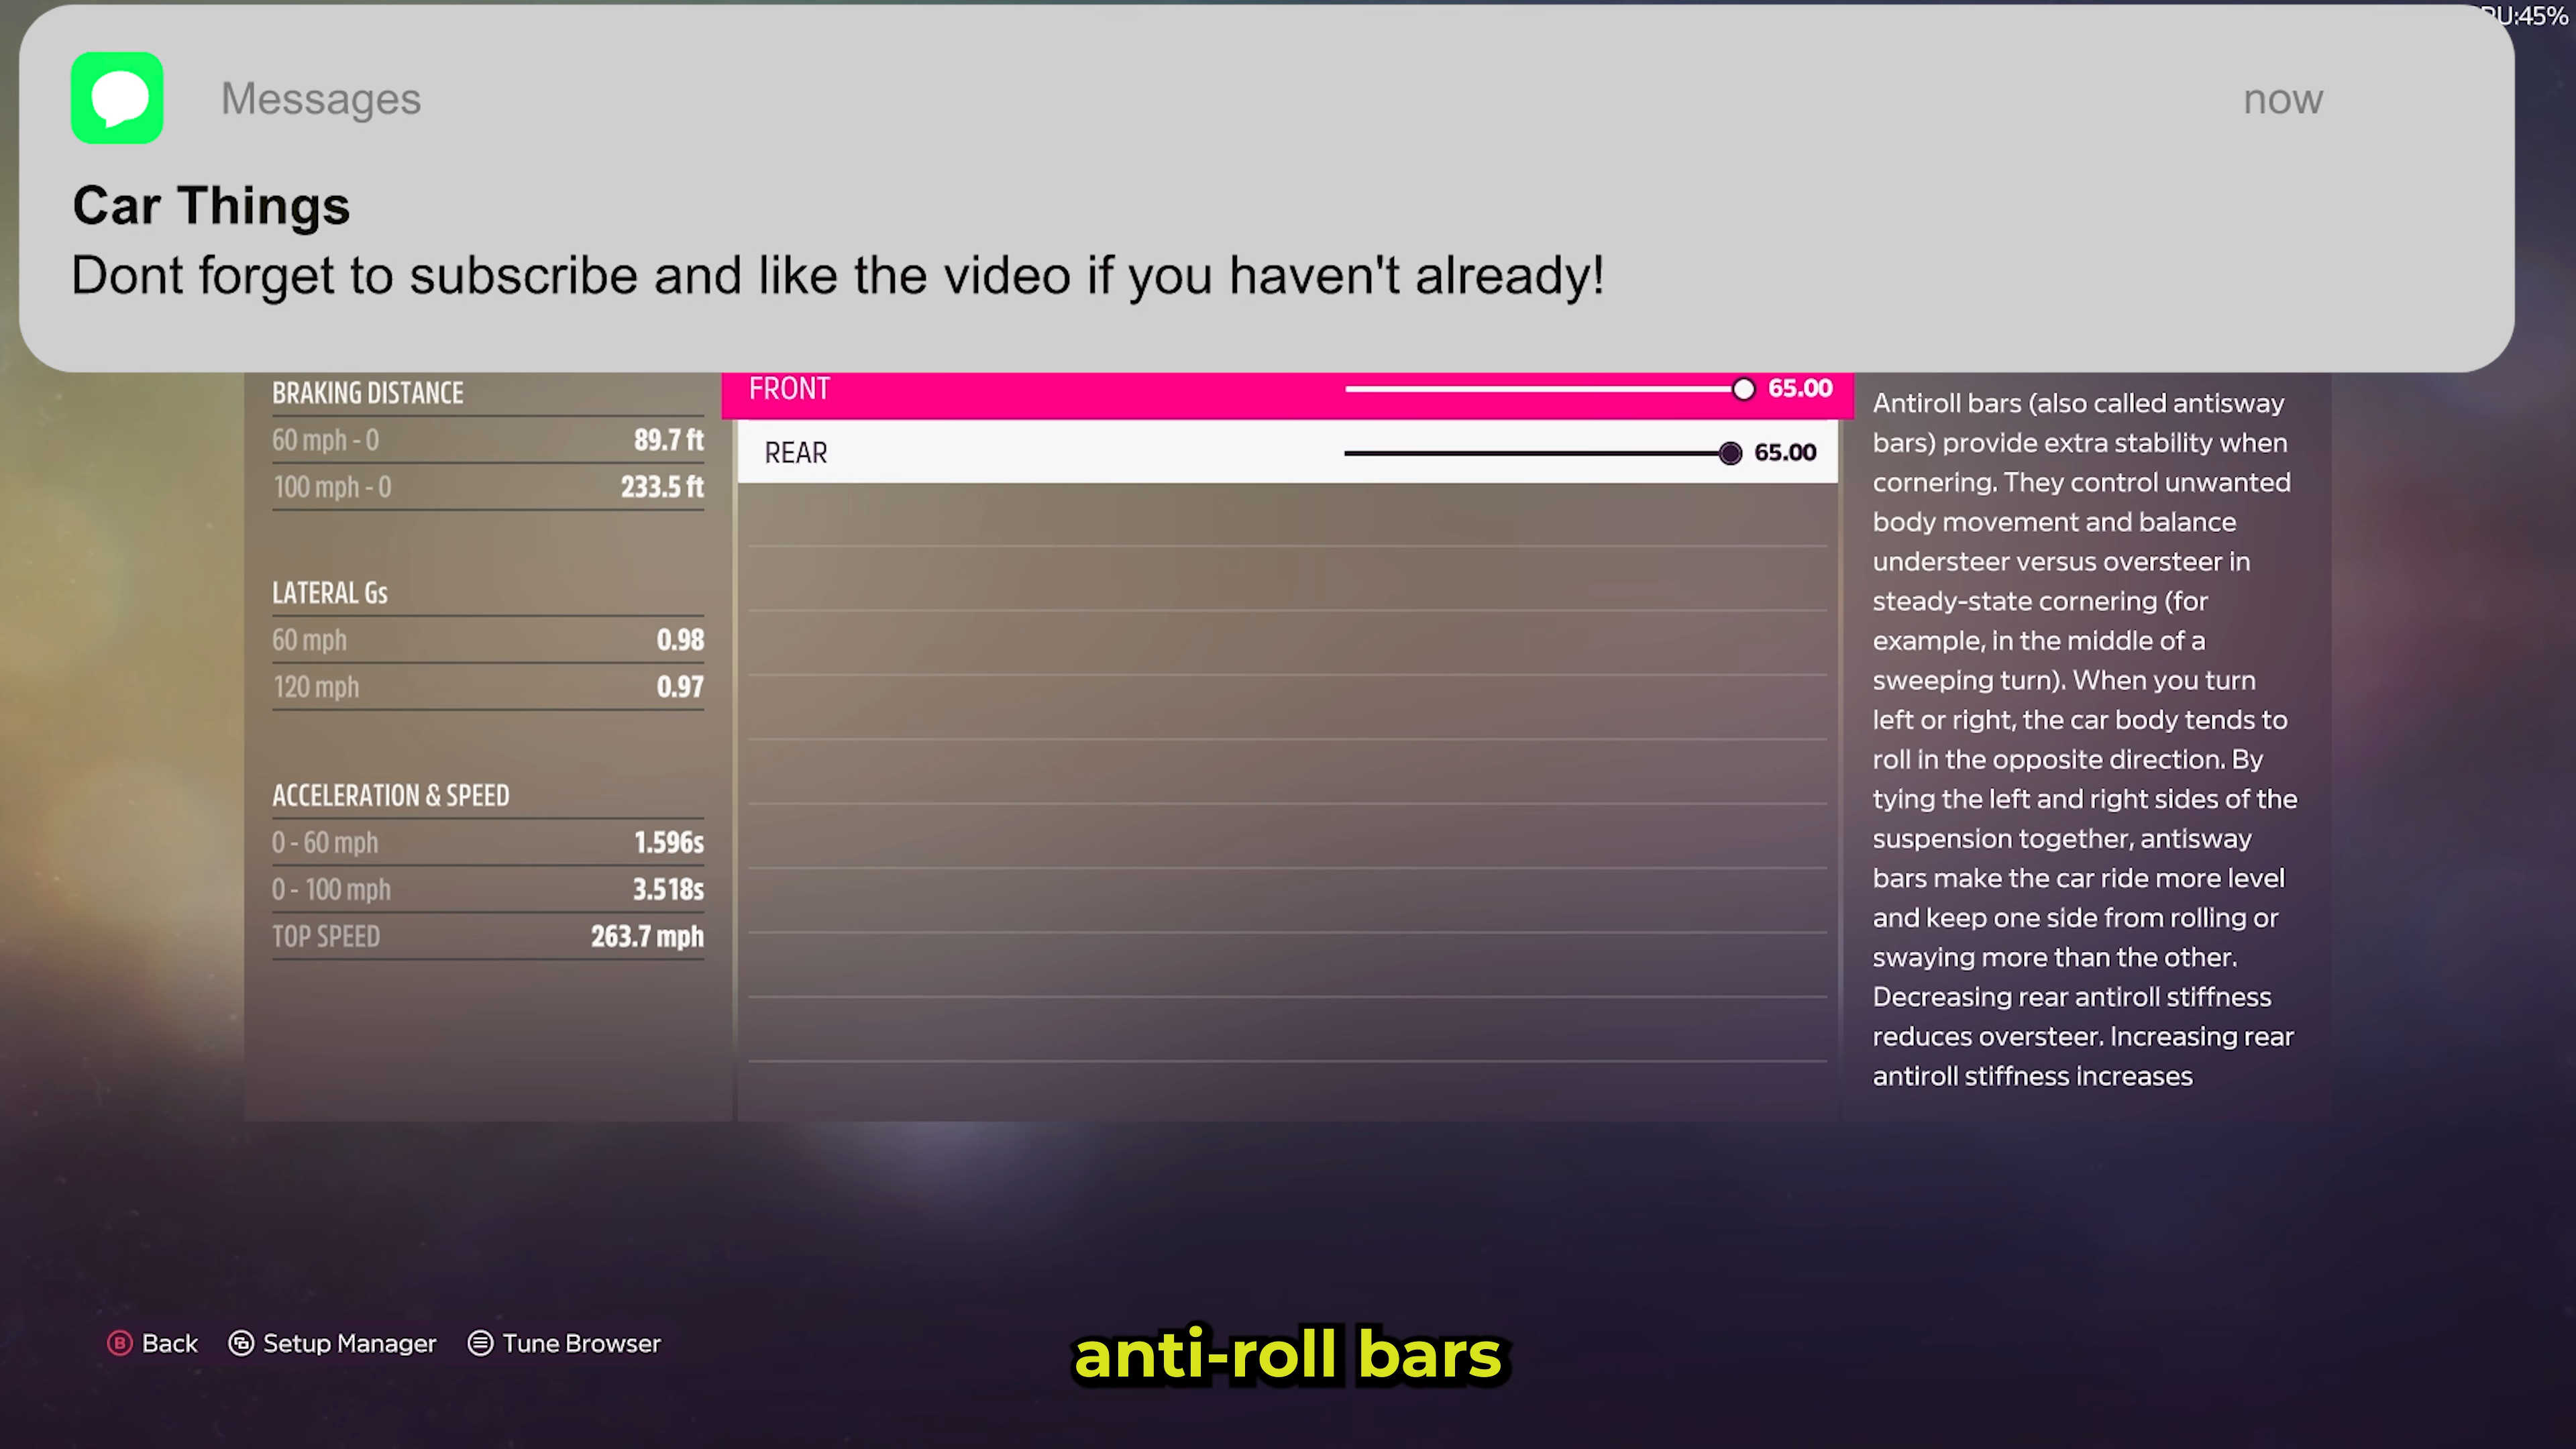 PU:45%
Messages
now
Car Things
Dont forget to subscribe and like the video if you haven't already!
BRAKING DISTANCE
60 mph - 0 89.7 ft
100 mph - 0 233.5 ft
LATERAL Gs
60 mph 0.98
120 mph 0.97
ACCELERATION & SPEED
0 - 60 mph 1.596s
0 - 100 mph 3.518s
TOP SPEED 263.7 mph
FRONT 65.00
REAR 65.00
Antiroll bars (also called antisway
bars) provide extra stability when
cornering. They control unwanted
body movement and balance
understeer versus oversteer in
steady-state cornering (for
example, in the middle of a
sweeping turn). When you turn
left or right, the car body tends to
roll in the opposite direction. By
tying the left and right sides of the
suspension together, antisway
bars make the car ride more level
and keep one side from rolling or
swaying more than the other.
Decreasing rear antiroll stiffness
reduces oversteer. Increasing rear
antiroll stiffness increases
B Back Setup Manager Tune Browser
anti-roll bars